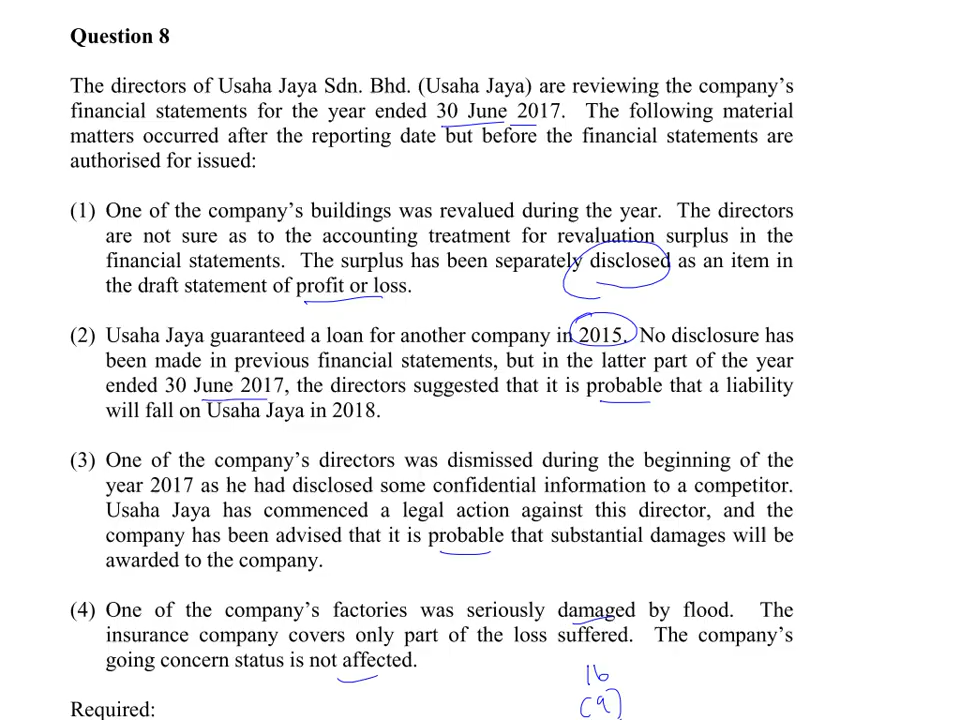 Question 8
The directors of Usaha Jaya Sdn. Bhd. (Usaha Jaya) are reviewing the company's
financial statements for the year ended 30 June 2017. The following material
matters occurred after the reporting date but before the financial statements are
authorised for issued:
(1) One of the company's buildings was revalued during the year. The directors
are not sure as to the accounting treatment for revaluation surplus in the
financial statements. The surplus has been separately disclosed as an item in
the draft statement of profit or loss.
(2) Usaha Jaya guaranteed a loan for another company in 2015. No disclosure has
been made in previous financial statements, but in the latter part of the year
ended 30 June 2017, the directors suggested that it is probable that a liability
will fall on Usaha Jaya in 2018.
(3) One of the company's directors was dismissed during the beginning of the
year 2017 as he had disclosed some confidential information to a competitor.
Usaha Jaya has commenced a legal action against this director, and the
company has been advised that it is probable that substantial damages will be
awarded to the company.
(4) One of the company's factories was seriously damaged by flood. The
insurance company covers only part of the loss suffered. The company's
going concern status is not affected.
16
(9)
Required: